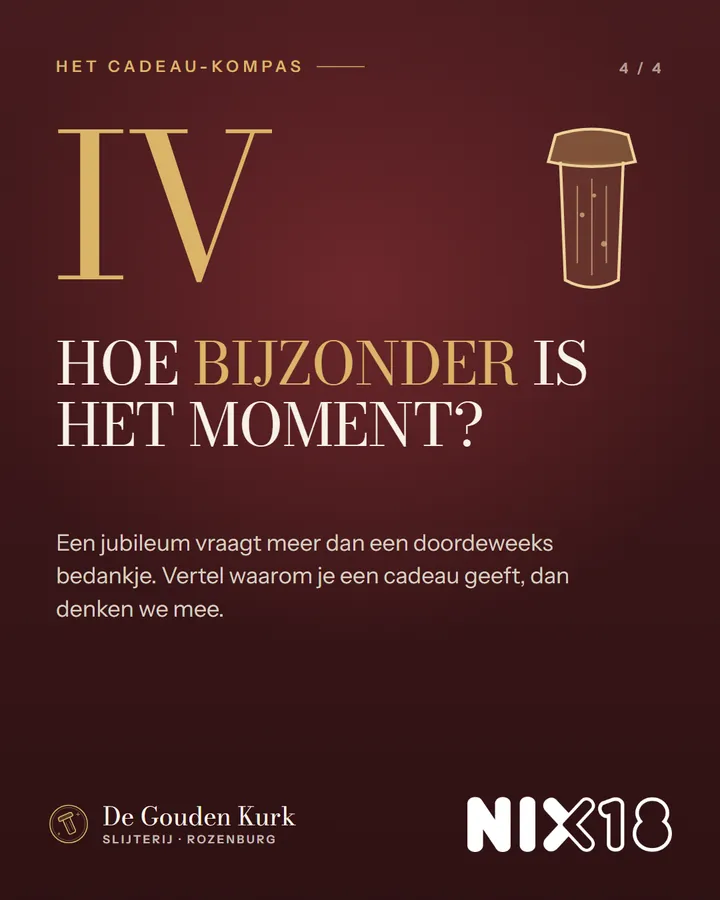 HET CADEAU-KOMPAS
4 / 4
IV
HOE BIJZONDER IS
HET MOMENT?
Een jubileum vraagt meer dan een doordeweeks
bedankje. Vertel waarom je een cadeau geeft, dan
denken we mee.
De Gouden Kurk
SLIJTERIJ · ROZENBURG
NIX18